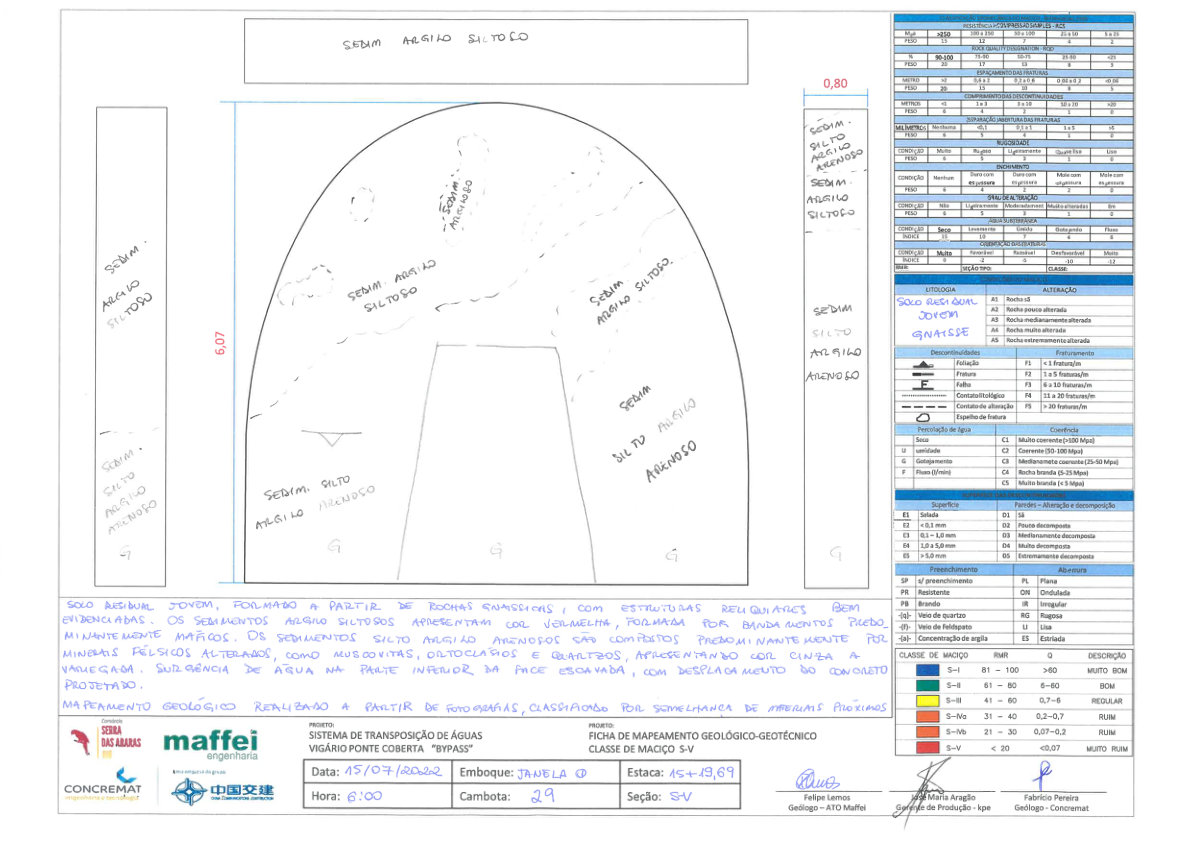 SEDIM ARGILO SILTOSO
0,80
6,07
SEDIM.
ARGILO
SILTOSO
SEDIM.
SILTO
ARGILO
ARENOSO
G
SEDIM.
ARGILOSO
SEDIM. ARGILO
SILTOSO
SEDIM
ARGILO SILTOSO.
SEDIM
SILTO ARGILO
ARENOSO
SEDIM. SILTO
ARGILO ARENOSO
G
G
G
SEDIM.
SILTO
ARGILO
ARENOSO
SEDIM.
ARGILO
SILTOSO
SEDIM
SILTO
ARGILO
ARENOSO
G
SOLO RESIDUAL JOVEM, FORMADO A PARTIR DE ROCHAS GNÁISSICAS, COM ESTRUTURAS RELIQUIARES BEM
EVIDENCIADAS. OS SEDIMENTOS ARGILO SILTOSOS APRESENTAM COR VERMELHA, FORMADA POR BANDAMENTOS PREDO-
MINANTEMENTE MÁFICOS. OS SEDIMENTOS SILTO ARGILO ARENOSOS SÃO COMPOSTOS PREDOMINANTEMENTE POR
MINERAIS FÉLSICOS ALTERADOS, COMO MUSCOVITAS, ORTOCLÁSIOS E QUARTZOS, APRESENTANDO COR CINZA A
VARIEGADA. SURGÊNCIA DE ÁGUA NA PARTE INFERIOR DA FACE ESCAVADA, COM DESPLACAMENTO DO CONCRETO
PROJETADO.
MAPEAMENTO GEOLÓGICO REALIZADO A PARTIR DE FOTOGRAFIAS, CLASSIFICADO POR SEMELHANÇA DE MATERIAIS PRÓXIMOS
RESISTÊNCIA A COMPRESSÃO SIMPLES - RCS
MPa >250 100 a 250 50 a 100 25 a 50 5 a 25
PESO 15 12 7 4 2
ROCK QUALITY DESIGNATION - RQD
% 90-100 75-90 50-75 25-50 <25
PESO 20 17 13 8 3
ESPAÇAMENTO DAS FRATURAS
METRO >2 0,6 a 2 0,2 a 0,6 0,06 a 0,2 <0,06
PESO 20 15 10 8 5
COMPRIMENTO DAS DESCONTINUIDADES
METROS <1 1 a 3 3 a 10 10 a 20 >20
PESO 6 4 2 1 0
SEPARAÇÃO /ABERTURA DAS FRATURAS
MILÍMETROS Nenhuma <0,1 0,1 a 1 1 a 5 >5
PESO 6 5 4 1 0
RUGOSIDADE
CONDIÇÃO Muito Rugoso Ligeiramente Quase lisa Lisa
PESO 6 5 3 1 0
ENCHIMENTO
CONDIÇÃO Nenhum Duro com espessura Duro com espessura Mole com espessura Mole com espessura
PESO 6 4 2 2 0
GRAU DE ALTERAÇÃO
CONDIÇÃO Não Ligeiramente Moderadament Muito alteradas Em
PESO 6 5 3 1 0
ÁGUA SUBTERRÂNEA
CONDIÇÃO Seco Levemente Úmido Gotejando Fluxo
ÍNDICE 15 10 7 4 0
ORIENTAÇÃO DAS FRATURAS
CONDIÇÃO Muito Favorável Razoável Desfavorável Muito
ÍNDICE 0 -2 -5 -10 -12
RMR: SEÇÃO TIPO: CLASSE:
LITOLOGIA ALTERAÇÃO
SOLO RESIDUAL
JOVEM
GNAISSE
A1 Rocha sã
A2 Rocha pouco alterada
A3 Rocha medianamente alterada
A4 Rocha muito alterada
A5 Rocha extremamente alterada
Descontinuidades Fraturamento
Foliação F1 < 1 fratura/m
Fratura F2 1 a 5 fraturas/m
F Falha F3 6 a 10 fraturas/m
Contato litológico F4 11 a 20 fraturas/m
Contato de alteração F5 > 20 fraturas/m
Espelho de fratura
Percolação de água Coerência
Seco C1 Muito coerente (>100 Mpa)
U umidade C2 Coerente (50-100 Mpa)
G Gotejamento C3 Medianamete coerente (25-50 Mpa)
F Fluxo (l/min) C4 Rocha branda (5-25 Mpa)
C5 Muito branda (< 5 Mpa)
Superfície Paredes – Alteração e decomposição
E1 Selada D1 Sã
E2 < 0,1 mm D2 Pouco decomposta
E3 0,1 – 1,0 mm D3 Medianamente decomposta
E4 1,0 a 5,0 mm D4 Muito decomposta
E5 > 5,0 mm D5 Extremamente decomposta
Preenchimento Abertura
SP s/ preenchimento PL Plana
PR Resistente ON Ondulada
PB Brando IR Irregular
-(q)- Veio de quartzo RG Rugosa
-(f)- Veio de Feldspato LI Lisa
-(a)- Concentração de argila ES Estriada
CLASSE DE MACIÇO RMR Q DESCRIÇÃO
S-I 81 – 100 >60 MUITO BOM
S-II 61 – 80 6-60 BOM
S-III 41 – 60 0,7-6 REGULAR
S-IVa 31 – 40 0,2-0,7 RUIM
S-IVb 21 – 30 0,07-0,2 RUIM
S-V < 20 <0,07 MUITO RUIM
Consórcio
SERRA
DAS ARARAS
maffei
engenharia
CONCREMAT
engenharia e tecnologia
Uma empresa do grupo
中国交建
PROJETO:
SISTEMA DE TRANSPOSIÇÃO DE ÁGUAS
VIGÁRIO PONTE COBERTA "BYPASS"
PROJETO:
FICHA DE MAPEAMENTO GEOLÓGICO-GEOTÉCNICO
CLASSE DE MACIÇO S-V
Data: 15/07/2022 Emboque: JANELA 1 Estaca: 15+19,69
Hora: 6:00 Cambota: 29 Seção: S-V
Felipe Lemos
Geólogo – ATO Maffei
José Maria Aragão
Gerente de Produção - kpe
Fabrício Pereira
Geólogo - Concremat